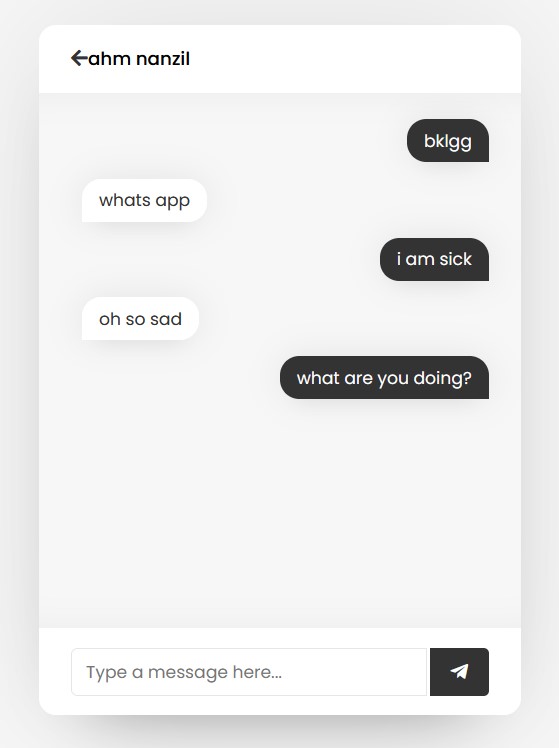 ahm nanzil
bklgg
whats app
i am sick
oh so sad
what are you doing?
Type a message here...